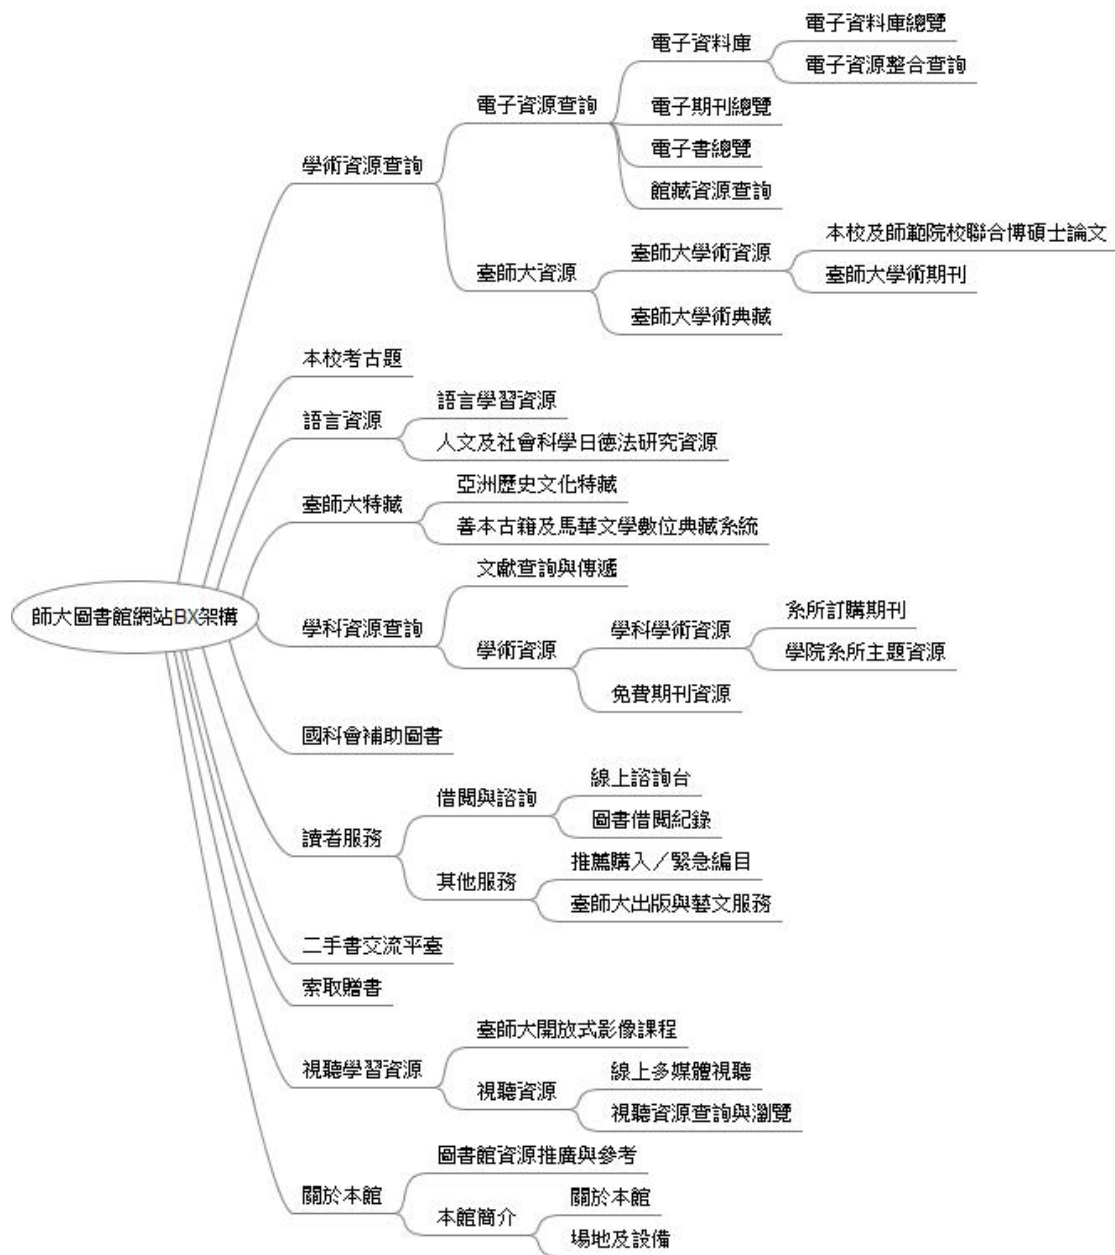 師大圖書館網站BX架構
學術資源查詢
電子資源查詢
電子資料庫
電子資料庫總覽
電子資源整合查詢
電子期刊總覽
電子書總覽
館藏資源查詢
臺師大資源
臺師大學術資源
本校及師範院校聯合博碩士論文
臺師大學術期刊
臺師大學術典藏
本校考古題
語言資源
語言學習資源
人文及社會科學日德法研究資源
臺師大特藏
亞洲歷史文化特藏
善本古籍及馬華文學數位典藏系統
學科資源查詢
文獻查詢與傳遞
學術資源
學科學術資源
系所訂購期刊
學院系所主題資源
免費期刊資源
國科會補助圖書
讀者服務
借閱與諮詢
線上諮詢台
圖書借閱紀錄
其他服務
推薦購入／緊急編目
臺師大出版與藝文服務
二手書交流平臺
索取贈書
視聽學習資源
臺師大開放式影像課程
視聽資源
線上多媒體視聽
視聽資源查詢與瀏覽
關於本館
圖書館資源推廣與參考
本館簡介
關於本館
場地及設備